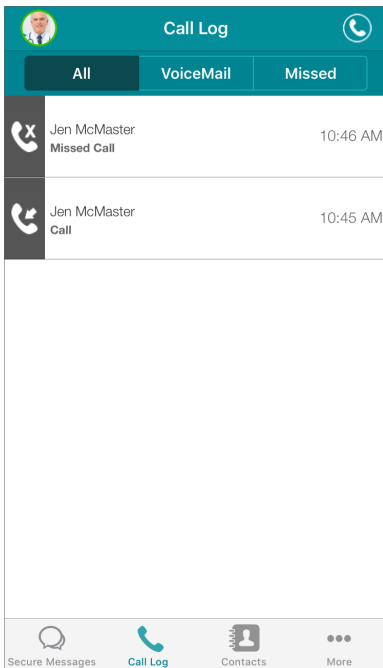 Call Log
All VoiceMail Missed
Jen McMaster
Missed Call
10:46 AM
Jen McMaster
Call
10:45 AM
Secure Messages Call Log Contacts More